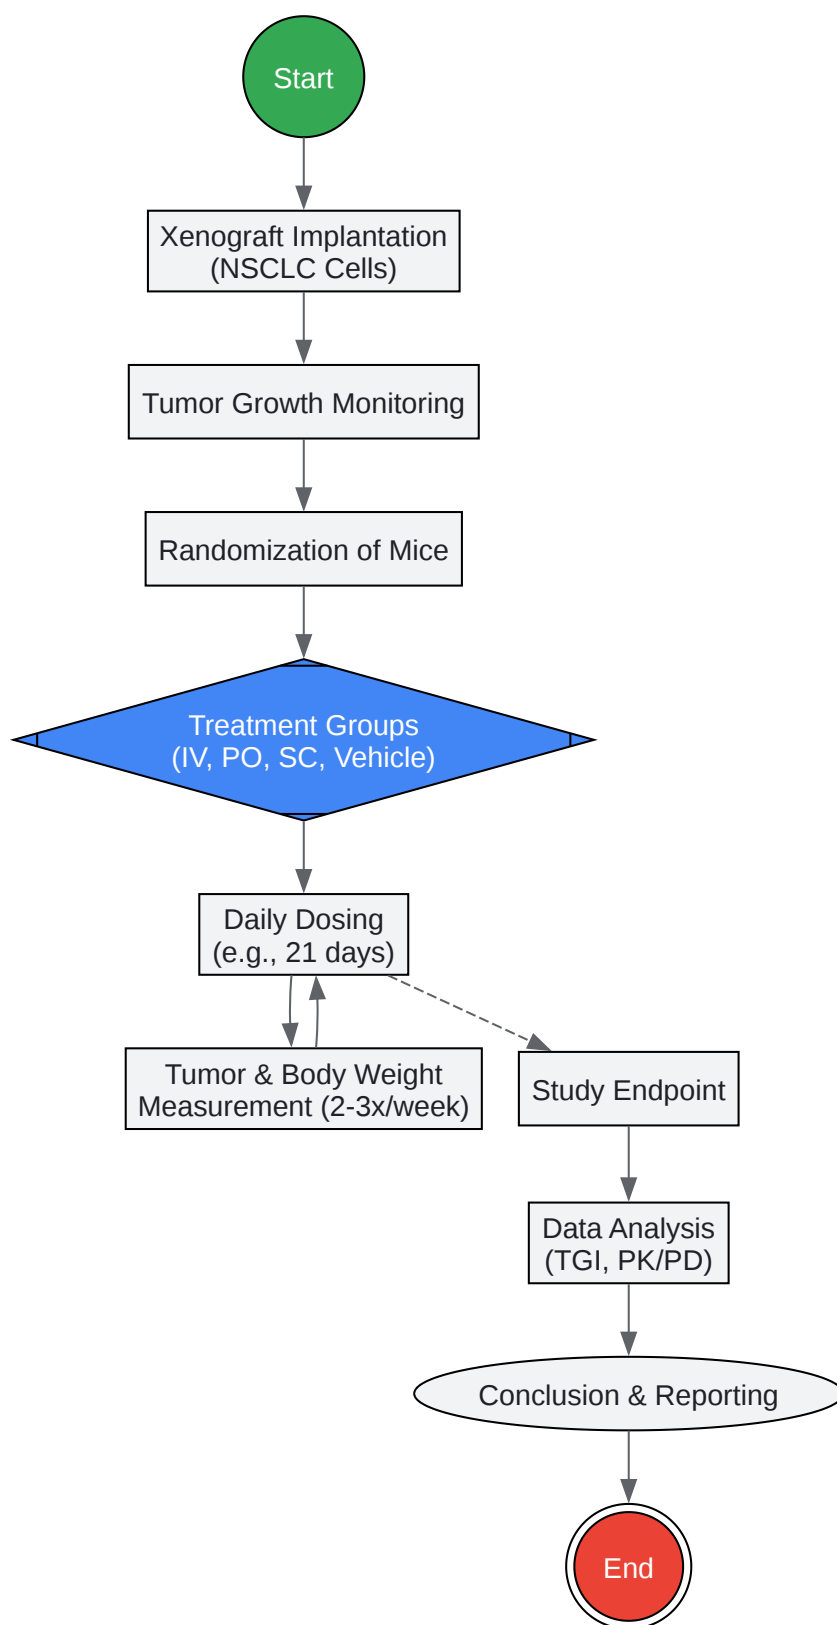 Start
Xenograft Implantation
(NSCLC Cells)
Tumor Growth Monitoring
Randomization of Mice
Treatment Groups
(IV, PO, SC, Vehicle)
Daily Dosing
(e.g., 21 days)
Tumor & Body Weight
Measurement (2-3x/week)
Study Endpoint
Data Analysis
(TGI, PK/PD)
Conclusion & Reporting
End